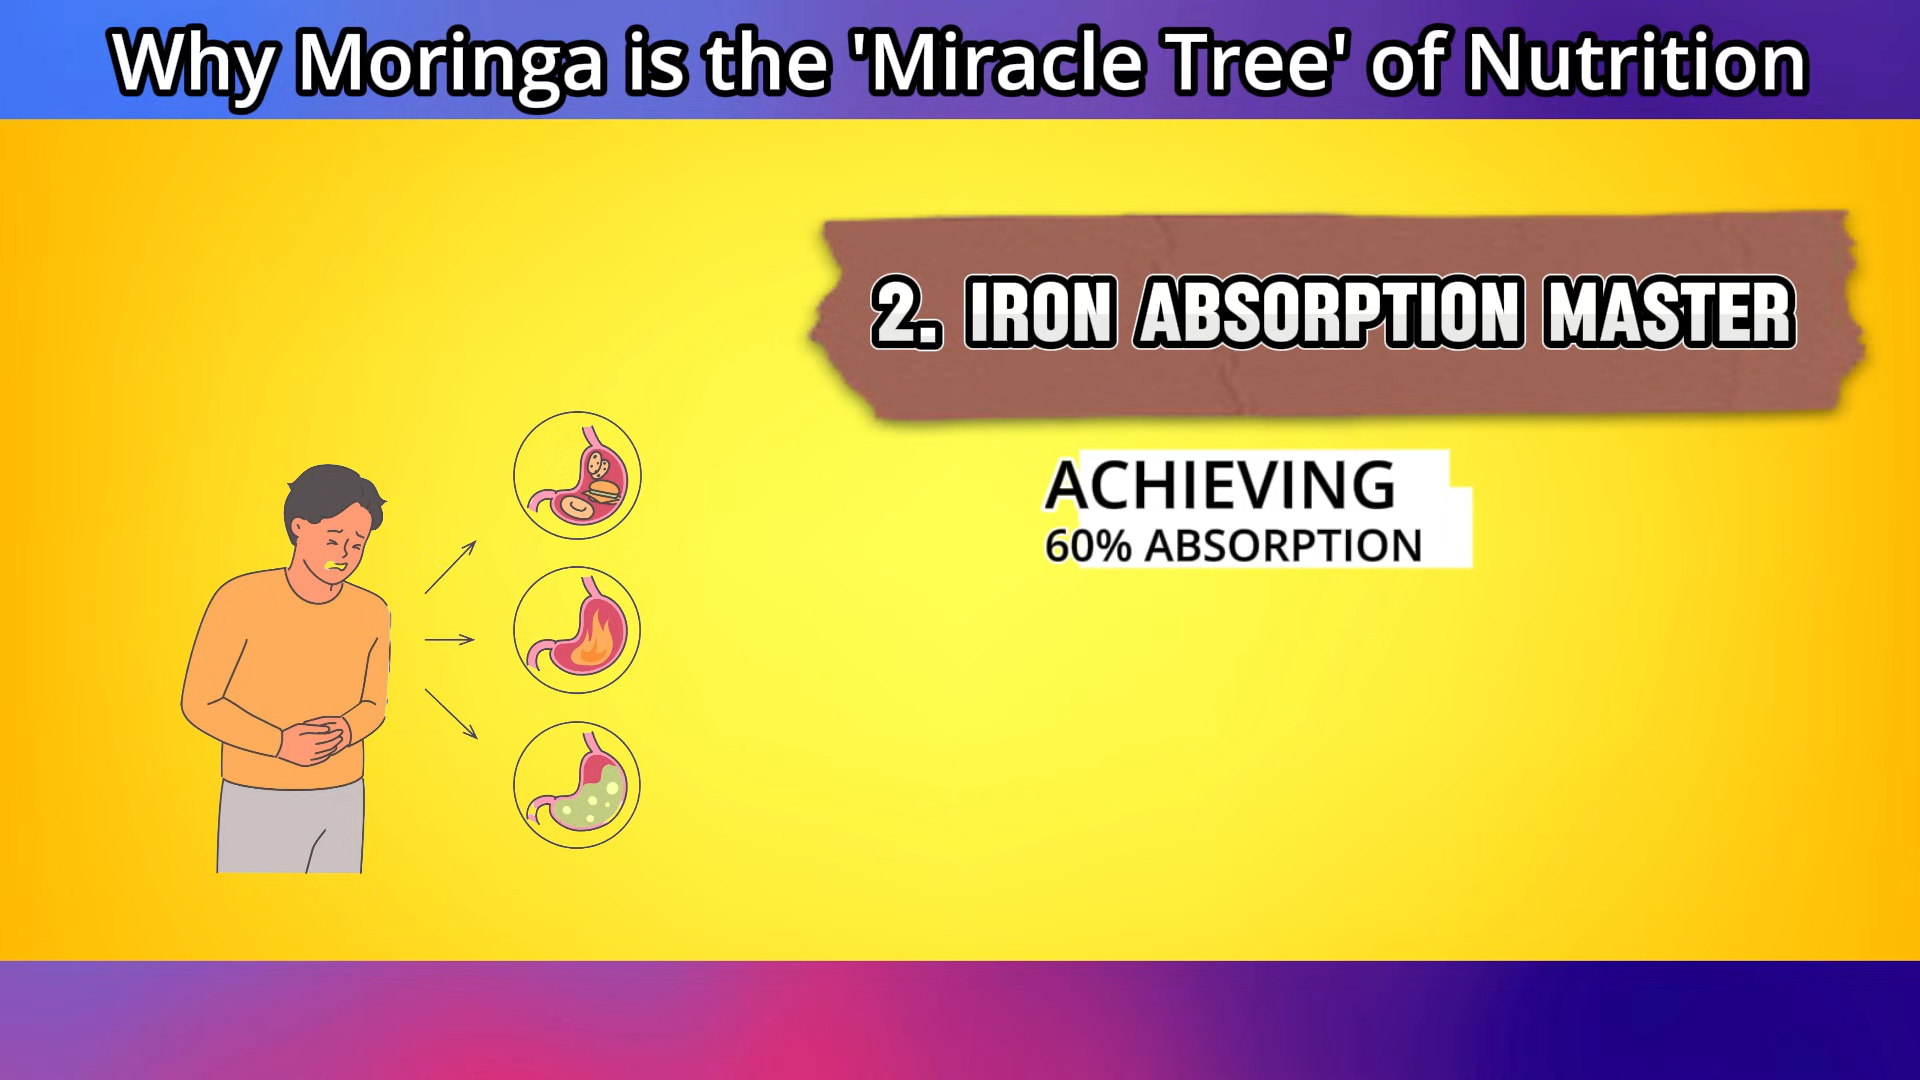 Why Moringa is the 'Miracle Tree' of Nutrition
2. IRON ABSORPTION MASTER
ACHIEVING
60% ABSORPTION